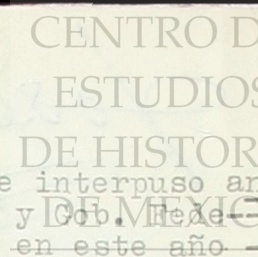 CENTRO D
ESTUDIOS
DE HISTOR
DE MEXIC
e interpuso an
y Gob. Fede-
en este año